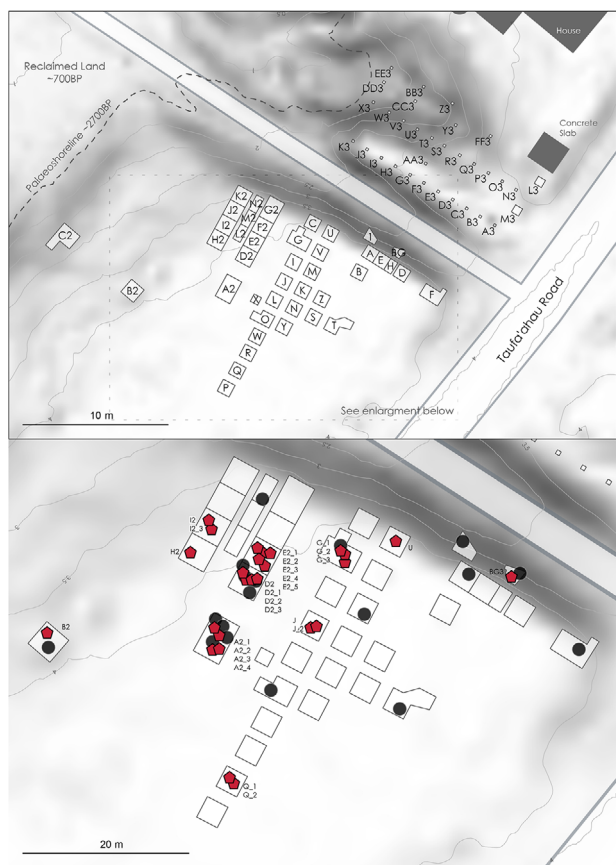 House
Reclaimed Land
~700BP
Palaeoshoreline ~2700BP
Concrete
Slab
EE3
DD3
BB3
X3
CC3
Z3
W3
V3
Y3
U3
T3
FF3
K3
S3
J3
R3
I3
AA3
Q3
H3
P3
G3
O3
F3
N3
L3
E3
D3
C3
M3
B3
A3
K2
N2
J2
G2
M2
I2
F2
L2
H2
E2
D2
C2
B2
A2
C
U
G
V
I
M
J
K
Z
L
N
X
O
S
T
Y
W
R
Q
P
1
A
BG
E
H
D
B
F
Taufa'ahau Road
10 m
See enlargment below
I2
I2_3
H2
E2_1
E2_2
E2_3
E2_4
E2_5
D2
D2_1
D2_2
D2_3
G_1
G_2
G_3
U
BG3
B2
J
J_2
A2_1
A2_2
A2_3
A2_4
Q_1
Q_2
20 m